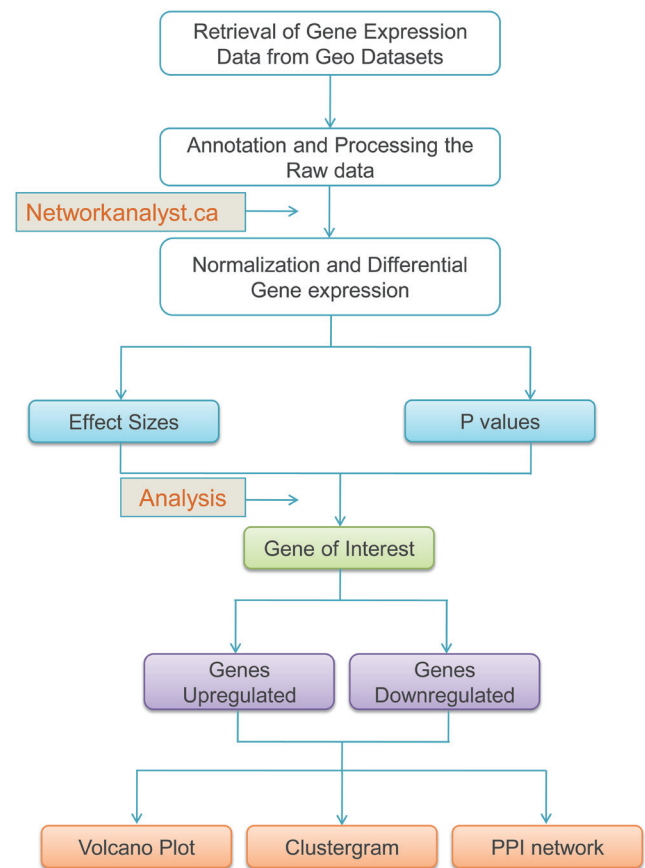 Retrieval of Gene Expression
Data from Geo Datasets
Annotation and Processing the
Raw data
Networkanalyst.ca
Normalization and Differential
Gene expression
Effect Sizes
P values
Analysis
Gene of Interest
Genes
Upregulated
Genes
Downregulated
Volcano Plot
Clustergram
PPI network